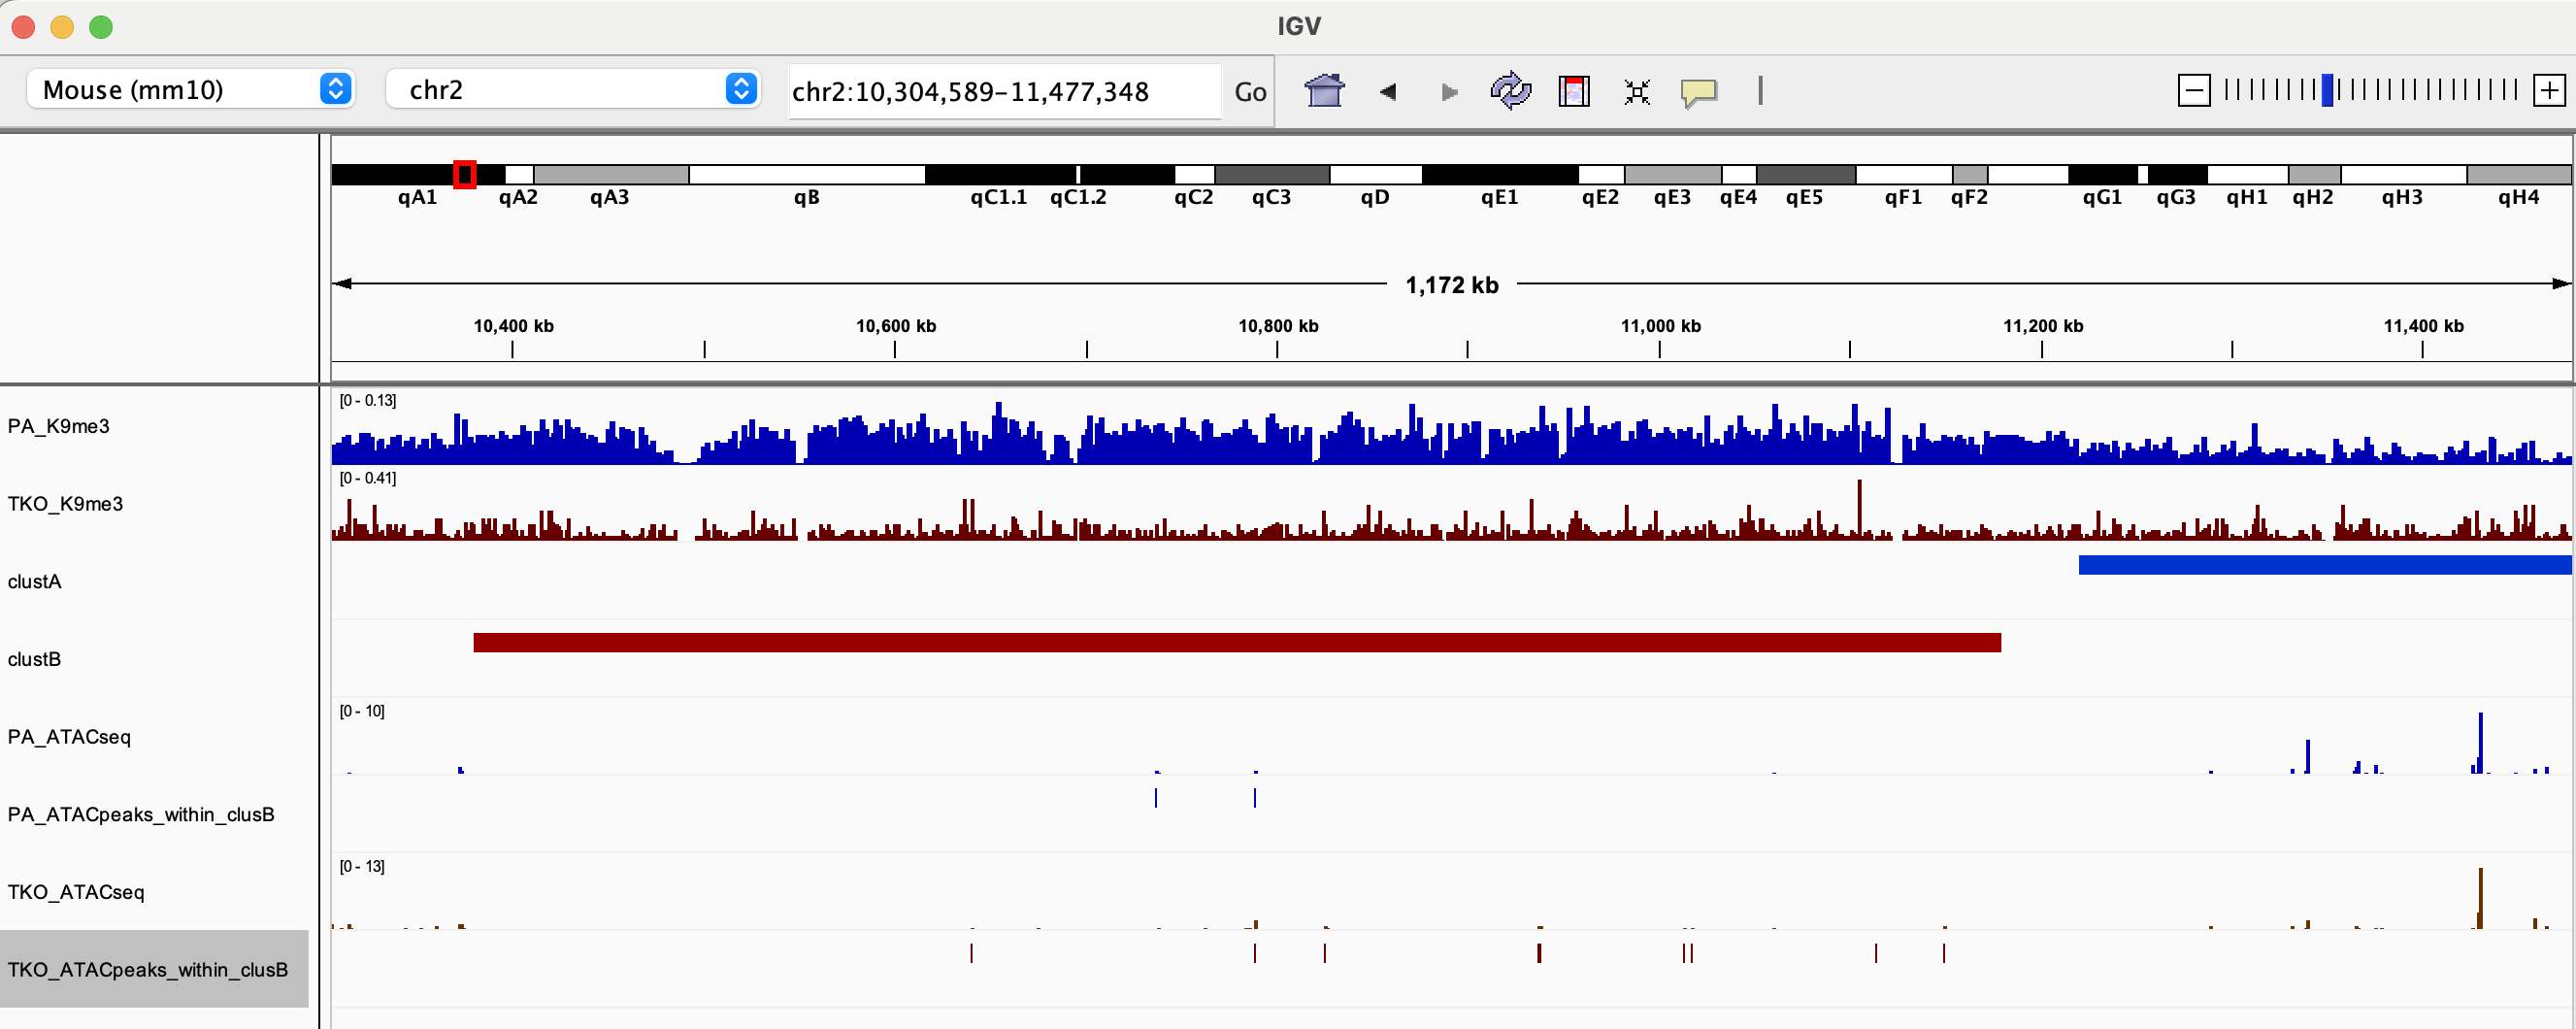 IGV
Mouse (mm10) chr2 chr2:10,304,589-11,477,348 Go
qA1 qA2 qA3 qB qC1.1 qC1.2 qC2 qC3 qD qE1 qE2 qE3 qE4 qE5 qF1 qF2 qG1 qG3 qH1 qH2 qH3 qH4
1,172 kb
10,400 kb 10,600 kb 10,800 kb 11,000 kb 11,200 kb 11,400 kb
[0 - 0.13]
PA_K9me3
[0 - 0.41]
TKO_K9me3
clustA
clustB
[0 - 10]
PA_ATACseq
PA_ATACpeaks_within_clusB
[0 - 13]
TKO_ATACseq
TKO_ATACpeaks_within_clusB